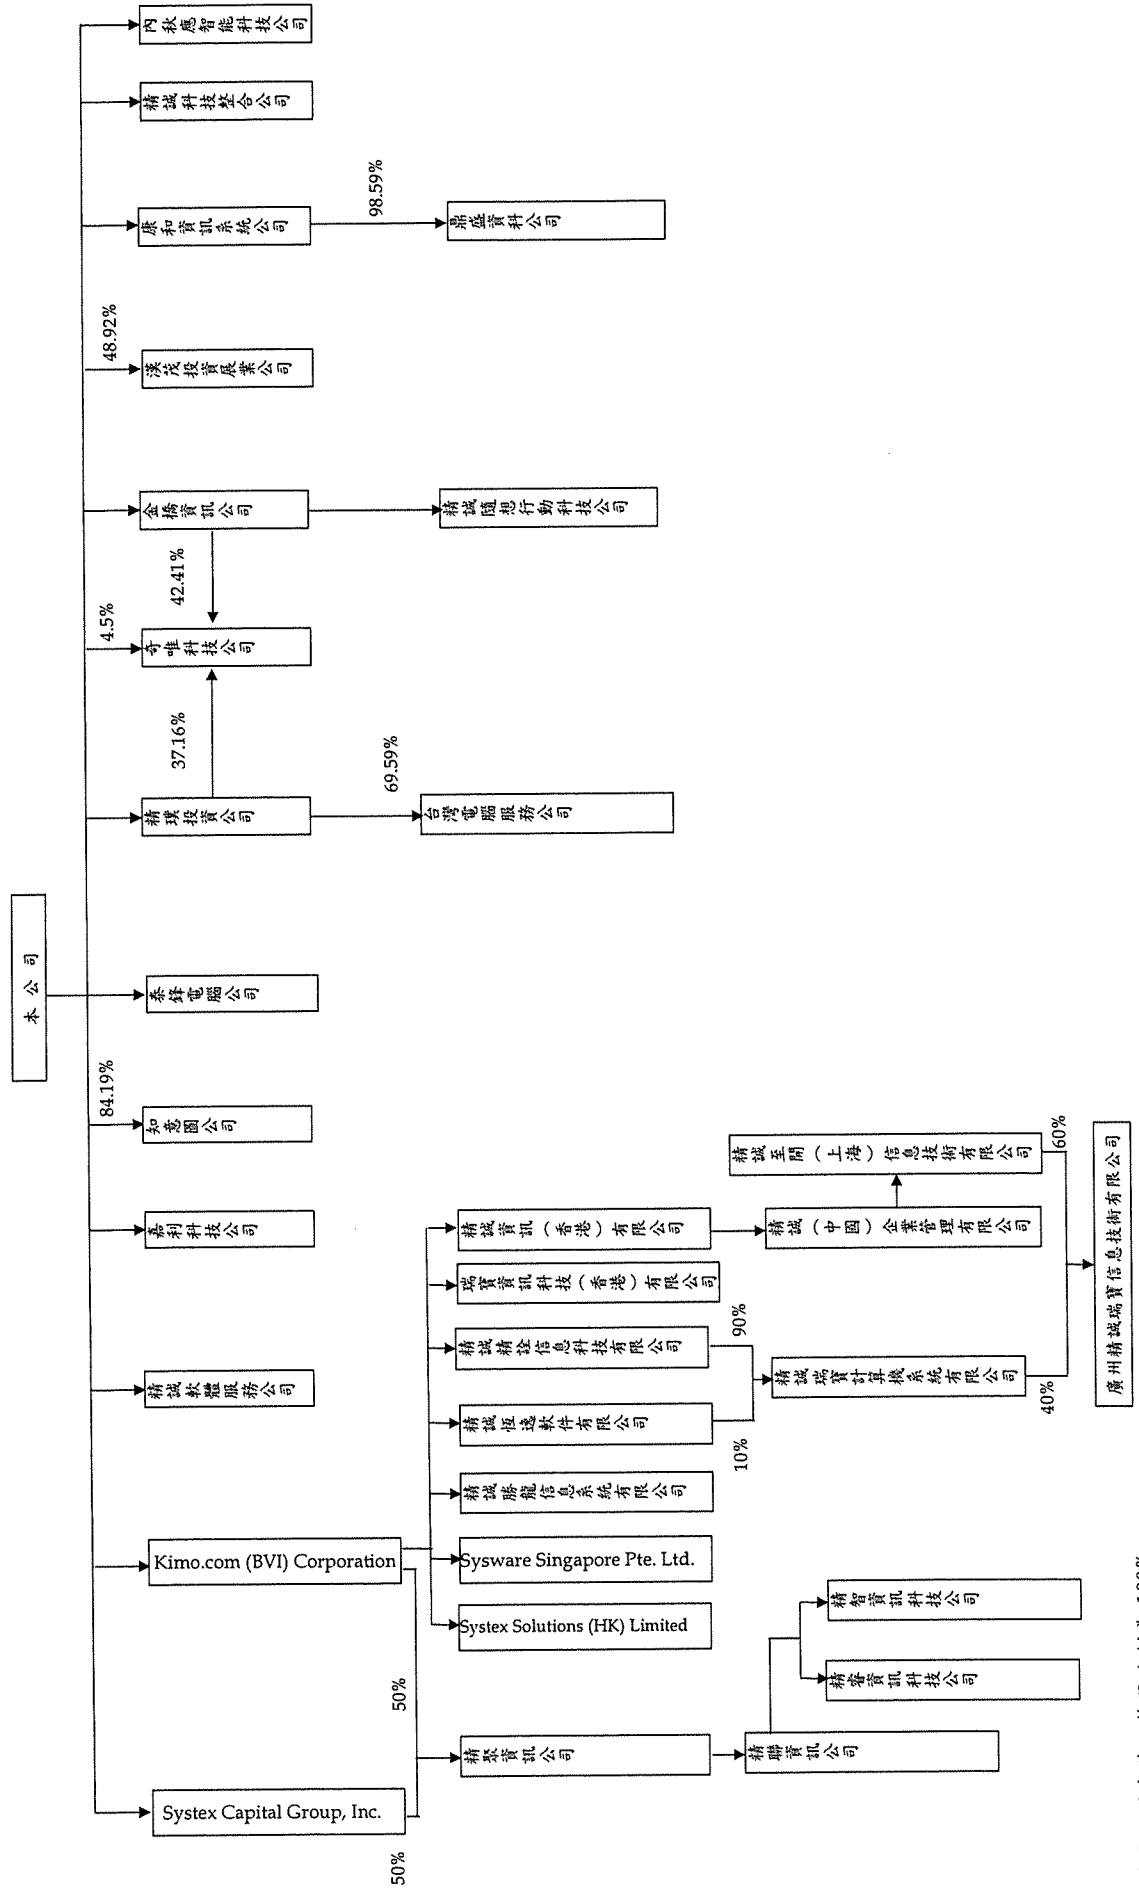 本公司
Systex Capital Group, Inc.
Kimo.com (BVI) Corporation
精誠軟體服務公司
嘉利科技公司
知意圖公司
84.19%
泰鋒電腦公司
精璞投資公司
奇唯科技公司
4.5%
金橋資訊公司
漢茂投資展業公司
48.92%
康和資訊系統公司
精誠科技整合公司
內秋應智能科技公司
37.16%
42.41%
69.59%
98.59%
台灣電腦服務公司
精誠隨想行動科技公司
鼎盛資科公司
50%
50%
精聚資訊公司
Systex Solutions (HK) Limited
Sysware Singapore Pte. Ltd.
精誠勝龍信息系統有限公司
精誠恆逸軟件有限公司
精誠精詮信息科技有限公司
瑞寶資訊科技（香港）有限公司
精誠資訊（香港）有限公司
10%
90%
精聯資訊公司
精睿資訊科技公司
精智資訊科技公司
精誠瑞寶計算機系統有限公司
精誠（中國）企業管理有限公司
精誠至開（上海）信息技術有限公司
40%
60%
廣州精誠瑞寶信息技術有限公司
100%